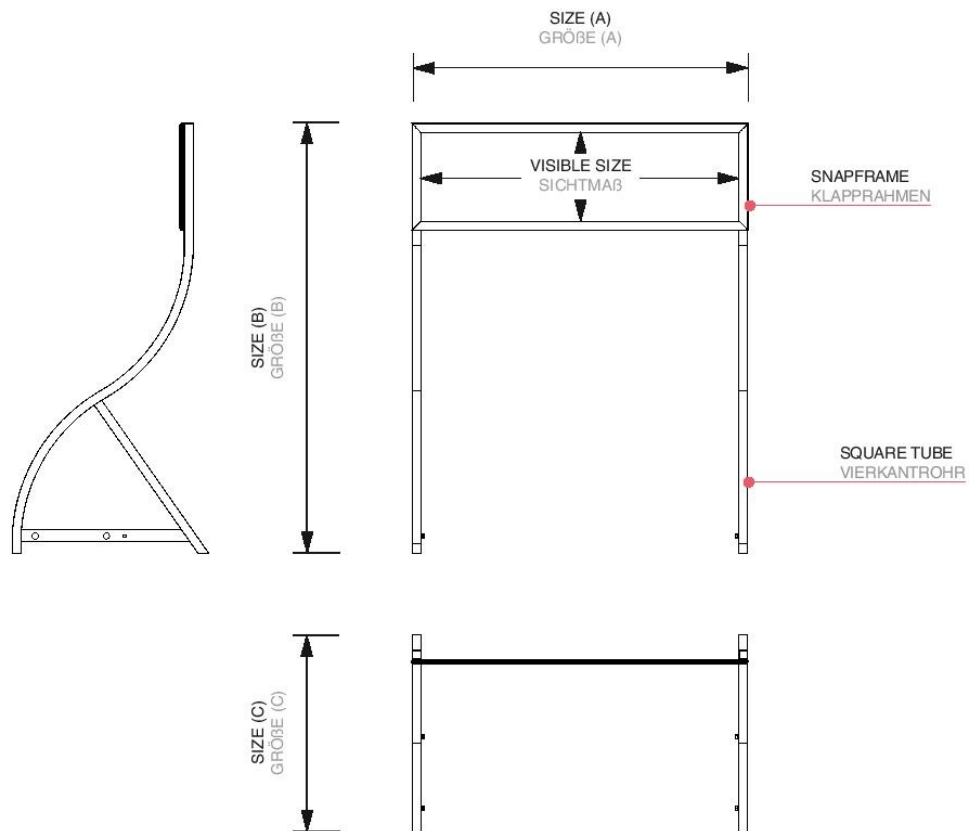 SIZE (A)
GRÖßE (A)
VISIBLE SIZE
SICHTMAß
SNAPFRAME
KLAPPRAHMEN
SIZE (B)
GRÖßE (B)
SQUARE TUBE
VIERKANTROHR
SIZE (C)
GRÖßE (C)